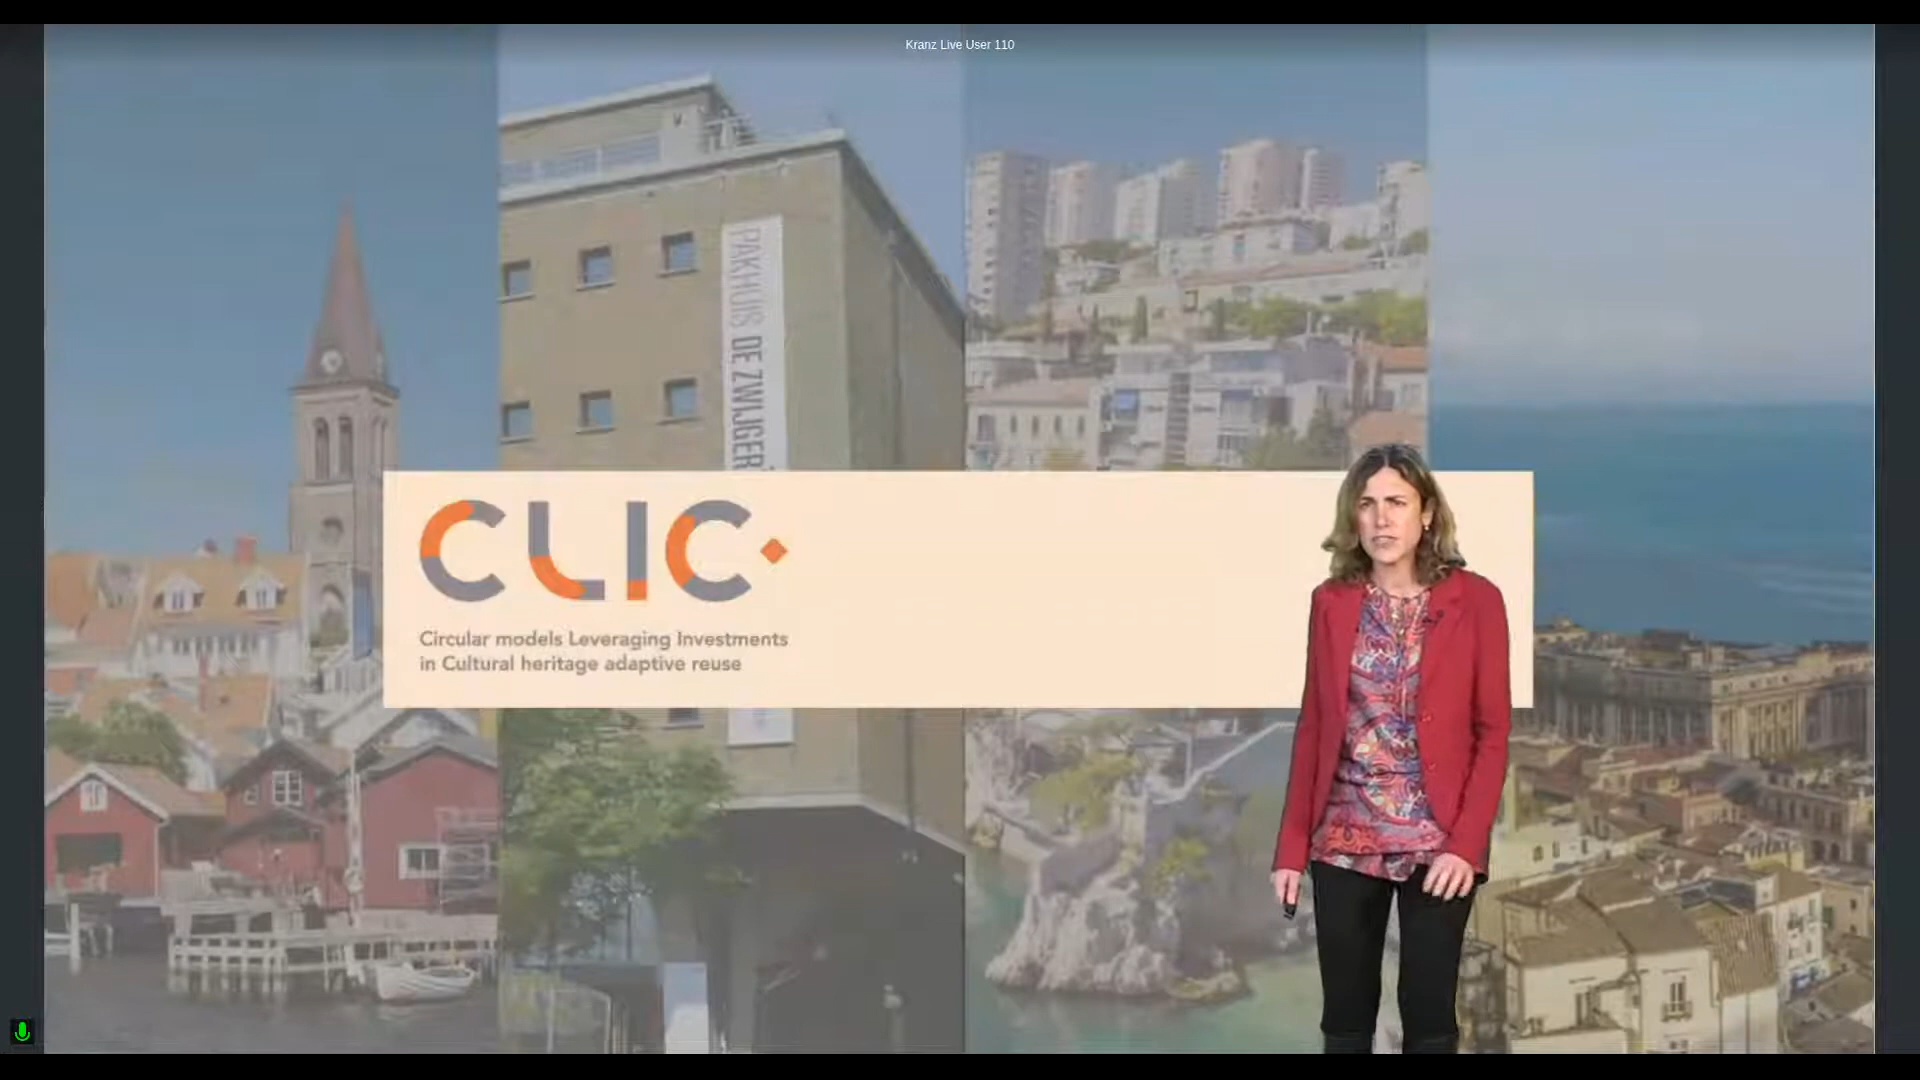 Kranz Live User 110
PAKHUIS DE ZWIJGER
CLIC
Circular models Leveraging Investments
in Cultural heritage adaptive reuse